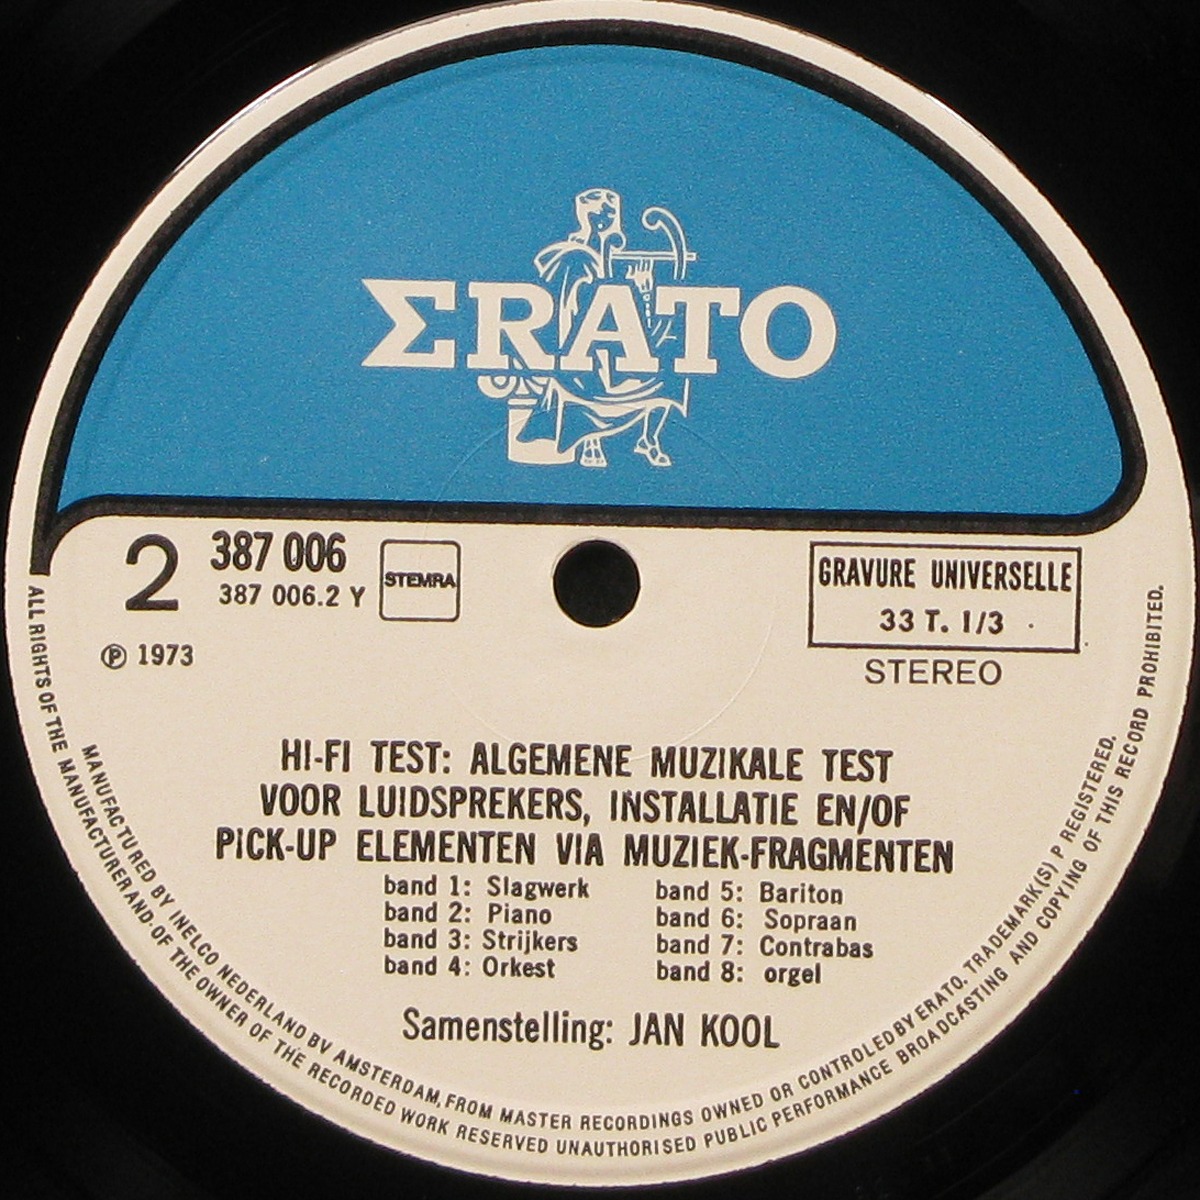 ΣRATO
2
387 006
387 006.2 Y
STEMRA
℗ 1973
GRAVURE UNIVERSELLE
33 T. 1/3
STEREO
HI-FI TEST: ALGEMENE MUZIKALE TEST
VOOR LUIDSPREKERS, INSTALLATIE EN/OF
PICK-UP ELEMENTEN VIA MUZIEK-FRAGMENTEN
band 1: Slagwerk
band 2: Piano
band 3: Strijkers
band 4: Orkest
band 5: Bariton
band 6: Sopraan
band 7: Contrabas
band 8: orgel
Samenstelling: JAN KOOL
MANUFACTURED BY INELCO NEDERLAND BV AMSTERDAM, FROM MASTER RECORDINGS OWNED OR CONTROLED BY ERATO. TRADEMARK(S) P REGISTERED.
ALL RIGHTS OF THE MANUFACTURER AND·OF THE OWNER OF THE RECORDED WORK RESERVED UNAUTHORISED PUBLIC PERFORMANCE BROADCASTING AND COPYING OF THIS RECORD PROHIBITED.